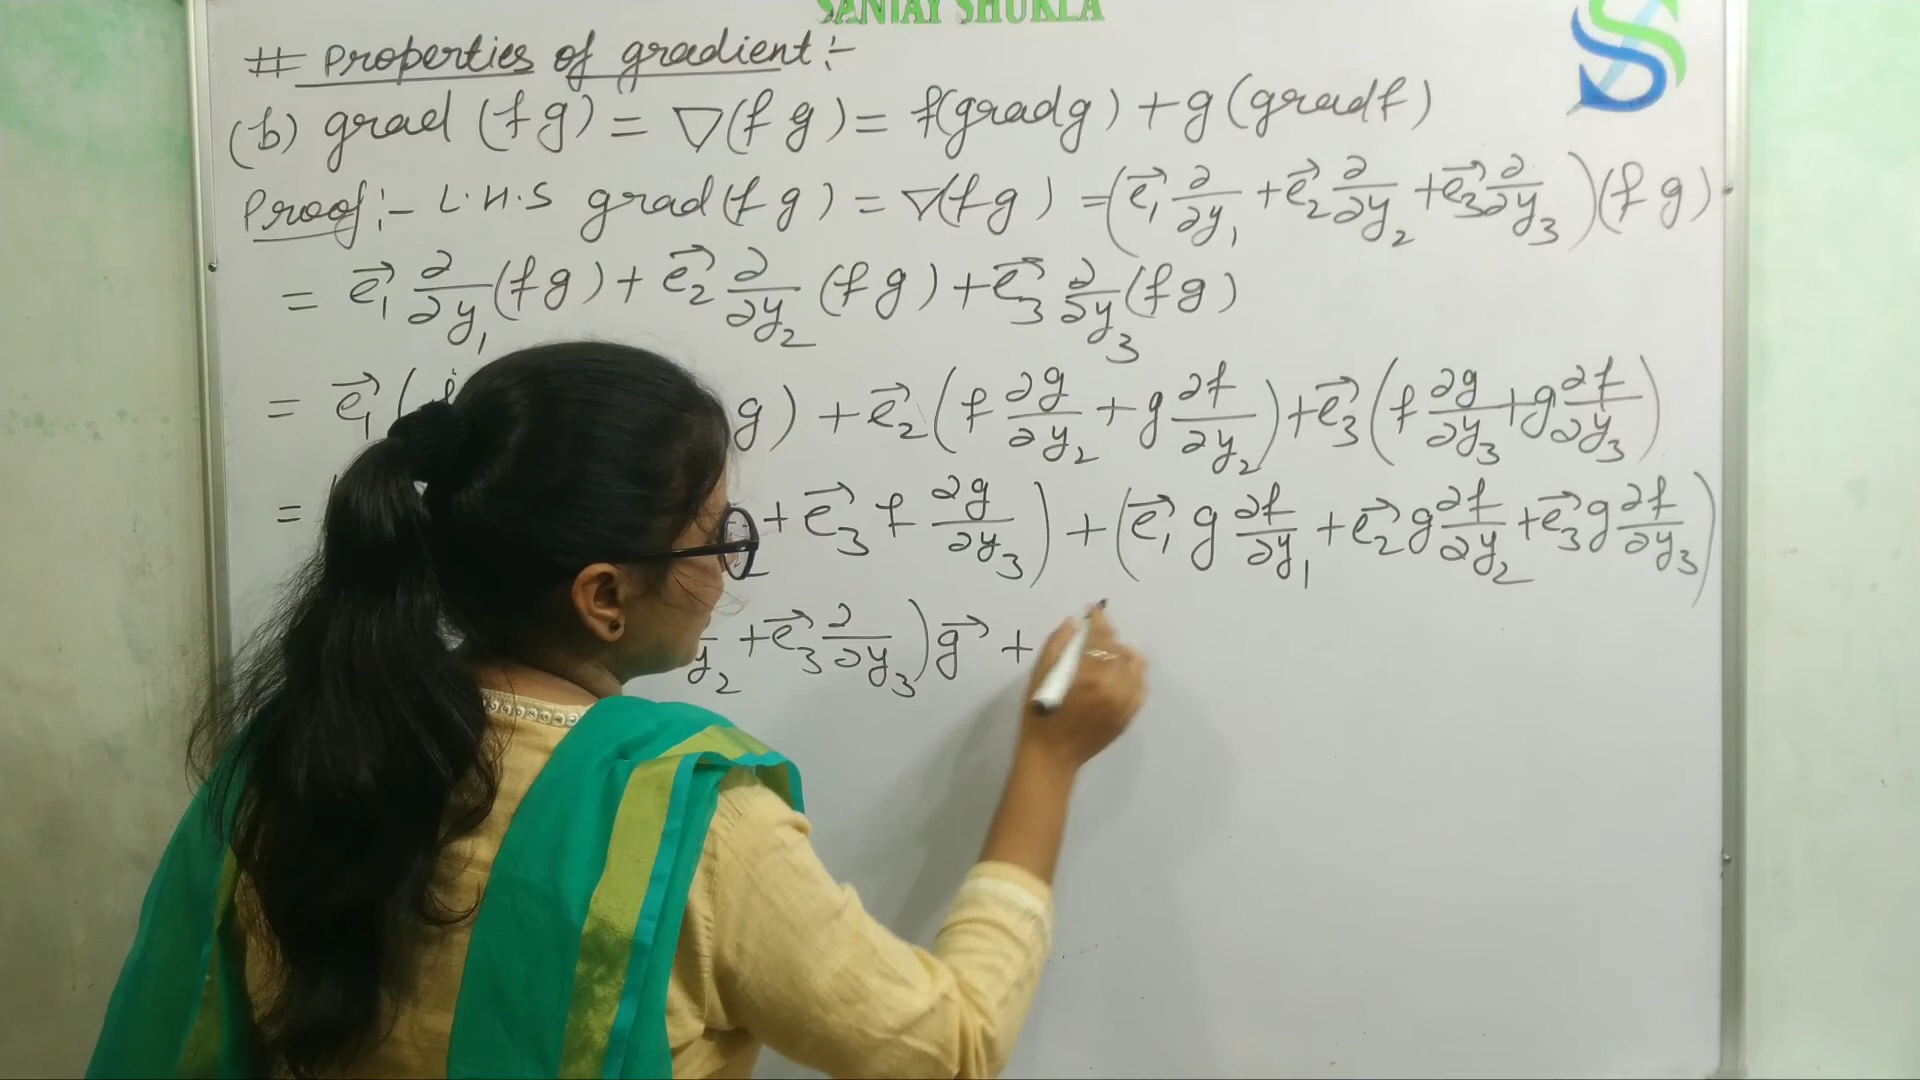 SANJAY SHUKLA
# Properties of gradient :-
(b) grad (f g) = ∇(f g) = f(grad g) + g (grad f)
Proof :- L.H.S grad (f g) = ∇(f g) = (e⃗₁ ∂/∂y₁ + e⃗₂ ∂/∂y₂ + e⃗₃ ∂/∂y₃)(f g).
= e⃗₁ ∂/∂y₁ (f g) + e⃗₂ ∂/∂y₂ (f g) + e⃗₃ ∂/∂y₃ (f g)
= e⃗₁ ( g) + e⃗₂ (f ∂g/∂y₂ + g ∂f/∂y₂) + e⃗₃ (f ∂g/∂y₃ + g ∂f/∂y₃)
= + e⃗₃ f ∂g/∂y₃) + (e⃗₁ g ∂f/∂y₁ + e⃗₂ g ∂f/∂y₂ + e⃗₃ g ∂f/∂y₃)
y₂ + e⃗₃ ∂/∂y₃) g⃗ +